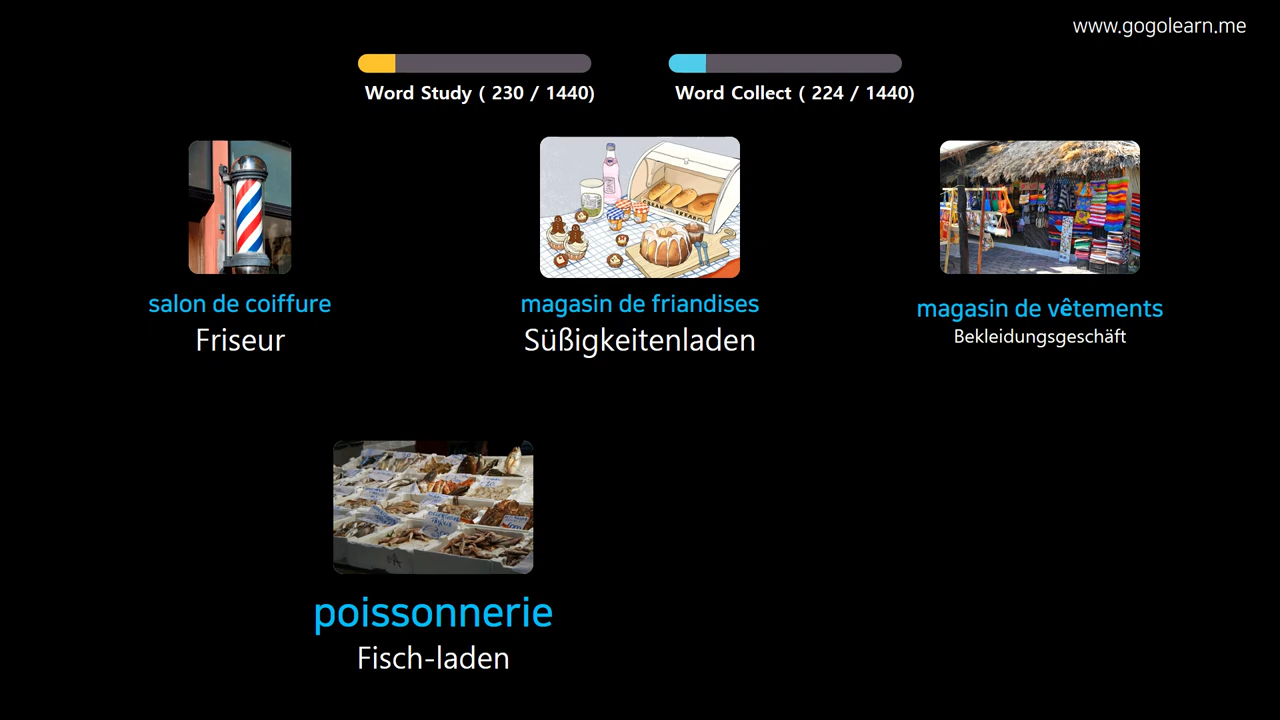 www.gogolearn.me
Word Study ( 230 / 1440)
Word Collect ( 224 / 1440)
salon de coiffure
Friseur
magasin de friandises
Süßigkeitenladen
magasin de vêtements
Bekleidungsgeschäft
poissonnerie
Fisch-laden